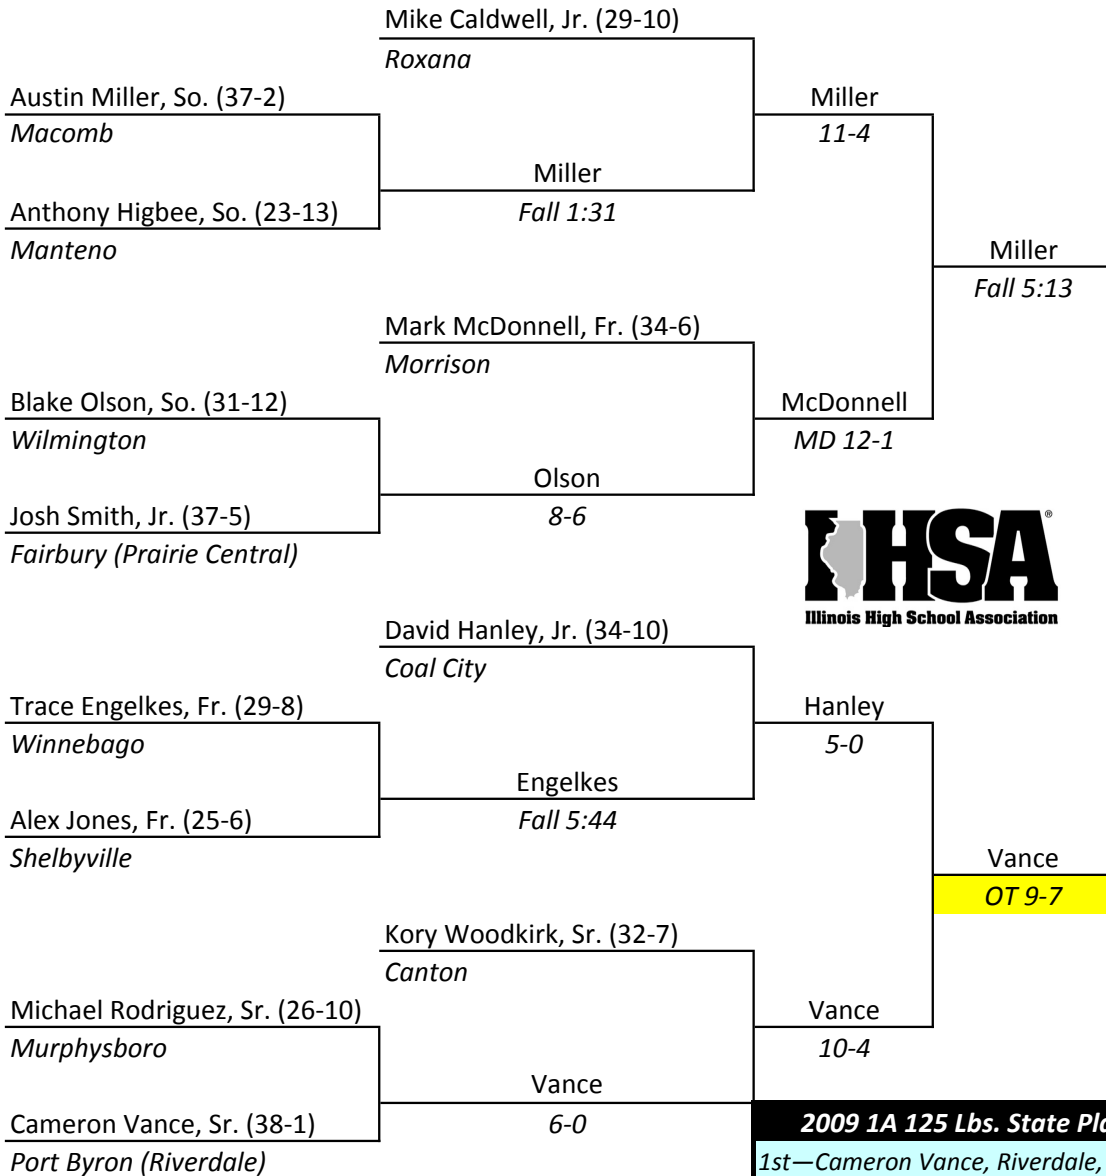 Mike Caldwell, Jr. (29-10)
Roxana
Austin Miller, So. (37-2)
Miller
Macomb
11-4
Miller
Anthony Higbee, So. (23-13)
Fall 1:31
Manteno
Miller
Fall 5:13
Mark McDonnell, Fr. (34-6)
Morrison
Blake Olson, So. (31-12)
McDonnell
Wilmington
MD 12-1
Olson
Josh Smith, Jr. (37-5)
8-6
Fairbury (Prairie Central)
IHSA®
Illinois High School Association
David Hanley, Jr. (34-10)
Coal City
Trace Engelkes, Fr. (29-8)
Hanley
Winnebago
5-0
Engelkes
Alex Jones, Fr. (25-6)
Fall 5:44
Shelbyville
Vance
OT 9-7
Kory Woodkirk, Sr. (32-7)
Canton
Michael Rodriguez, Sr. (26-10)
Vance
Murphysboro
10-4
Vance
Cameron Vance, Sr. (38-1)
6-0
2009 1A 125 Lbs. State Pla
Port Byron (Riverdale)
1st—Cameron Vance, Riverdale,